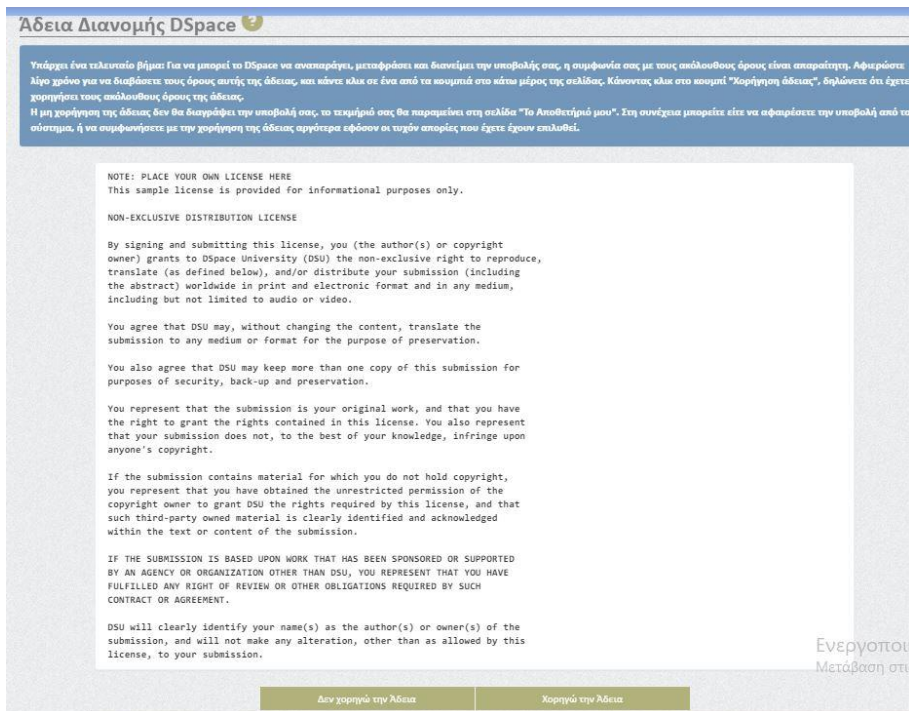 Άδεια Διανομής DSpace ?
Υπάρχει ένα τελευταίο βήμα: Για να μπορεί το DSpace να αναπαράγει, μεταφράσει και διανείμει την υποβολής σας, η συμφωνία σας με τους ακόλουθους όρους είναι απαραίτητη. Αφιερώστε
λίγο χρόνο για να διαβάσετε τους όρους αυτής της άδειας, και κάντε κλικ σε ένα από τα κουμπιά στο κάτω μέρος της σελίδας. Κάνοντας κλικ στο κουμπί "Χορήγηση άδειας", δηλώνετε ότι έχετε
χορηγήσει τους ακόλουθους όρους της άδειας.
Η μη χορήγηση της άδειας δεν θα διαγράψει την υποβολή σας. το τεκμήριό σας θα παραμείνει στη σελίδα "Το Αποθετήριό μου". Στη συνέχεια μπορείτε είτε να αφαιρέσετε την υποβολή από το
σύστημα, ή να συμφωνήσετε με την χορήγηση της άδειας αργότερα εφόσον οι τυχόν απορίες που έχετε έχουν επιλυθεί.
NOTE: PLACE YOUR OWN LICENSE HERE
This sample license is provided for informational purposes only.
NON-EXCLUSIVE DISTRIBUTION LICENSE
By signing and submitting this license, you (the author(s) or copyright
owner) grants to DSpace University (DSU) the non-exclusive right to reproduce,
translate (as defined below), and/or distribute your submission (including
the abstract) worldwide in print and electronic format and in any medium,
including but not limited to audio or video.
You agree that DSU may, without changing the content, translate the
submission to any medium or format for the purpose of preservation.
You also agree that DSU may keep more than one copy of this submission for
purposes of security, back-up and preservation.
You represent that the submission is your original work, and that you have
the right to grant the rights contained in this license. You also represent
that your submission does not, to the best of your knowledge, infringe upon
anyone's copyright.
If the submission contains material for which you do not hold copyright,
you represent that you have obtained the unrestricted permission of the
copyright owner to grant DSU the rights required by this license, and that
such third-party owned material is clearly identified and acknowledged
within the text or content of the submission.
IF THE SUBMISSION IS BASED UPON WORK THAT HAS BEEN SPONSORED OR SUPPORTED
BY AN AGENCY OR ORGANIZATION OTHER THAN DSU, YOU REPRESENT THAT YOU HAVE
FULFILLED ANY RIGHT OF REVIEW OR OTHER OBLIGATIONS REQUIRED BY SUCH
CONTRACT OR AGREEMENT.
DSU will clearly identify your name(s) as the author(s) or owner(s) of the
submission, and will not make any alteration, other than as allowed by this
license, to your submission.
Ενεργοποι
Μετάβαση στι
Δεν χορηγώ την Άδεια
Χορηγώ την Άδεια